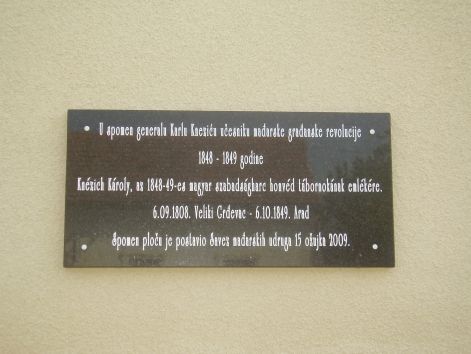 U spomen generalu Karlu Kneziću učesniku mađarske građanske revolucije
1848 - 1849 godine
Knézich Károly, az 1848-49-es magyar szabadságharc honvéd tábornokának emlékére.
6.09.1808. Veliki Grđevac - 6.10.1849. Arad
Spomen ploču je postavio Savez mađarskih udruga 15 ožujka 2009.